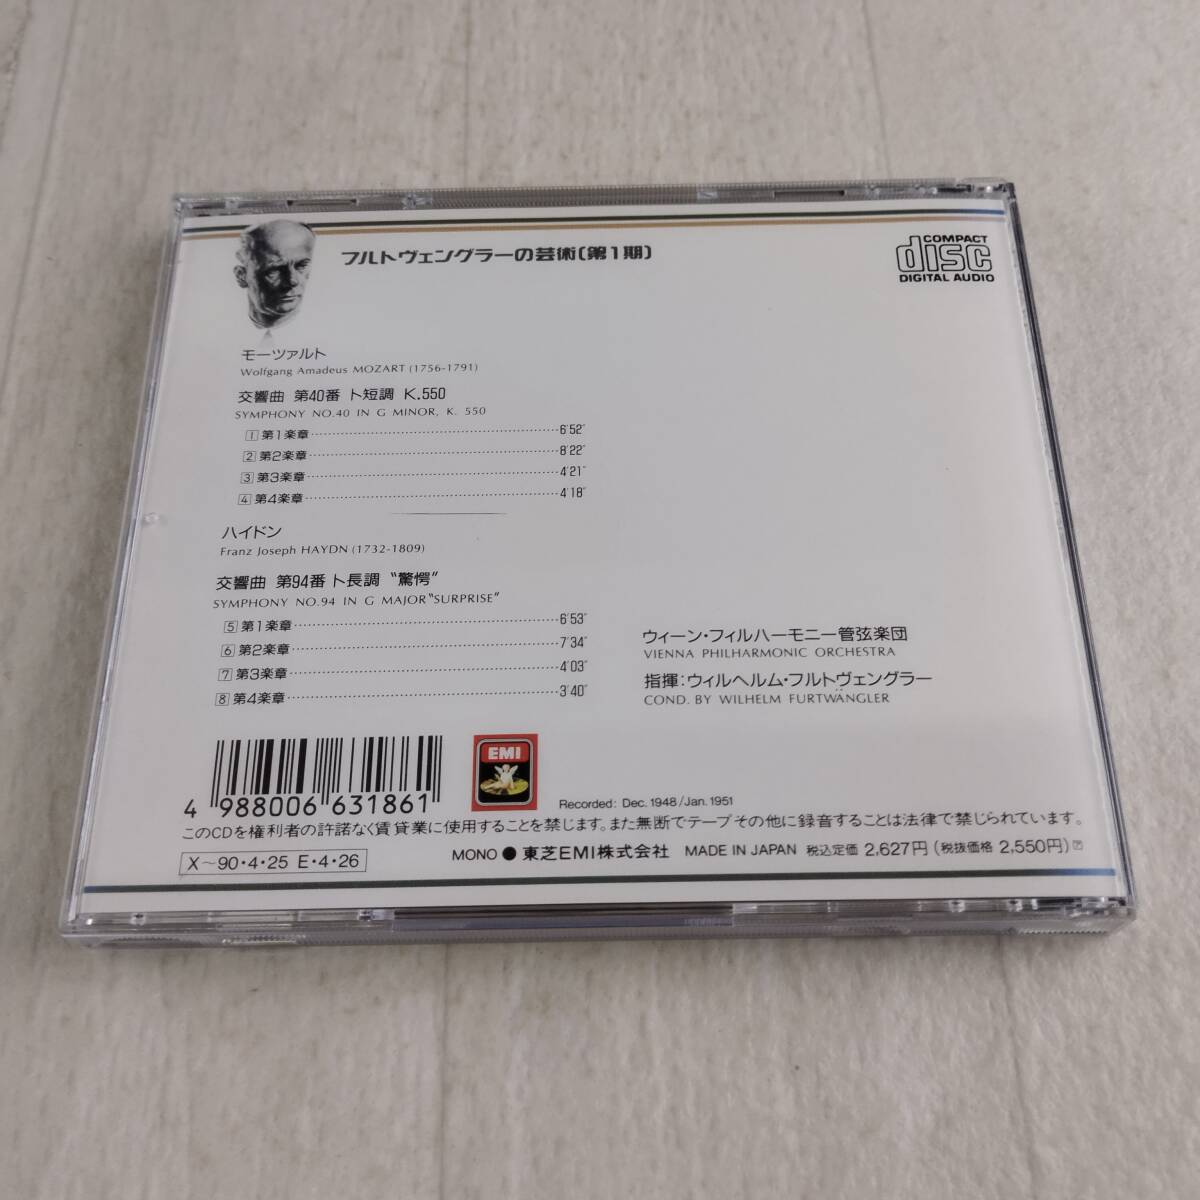 フルトヴェングラーの芸術〔第1期〕
COMPACT
disc
DIGITAL AUDIO
モーツァルト
Wolfgang Amadeus MOZART (1756-1791)
交響曲 第40番 ト短調 K.550
SYMPHONY NO.40 IN G MINOR, K. 550
1 第1楽章 6′52″
2 第2楽章 8′22″
3 第3楽章 4′21″
4 第4楽章 4′18″
ハイドン
Franz Joseph HAYDN (1732-1809)
交響曲 第94番 ト長調 “驚愕”
SYMPHONY NO.94 IN G MAJOR “SURPRISE”
5 第1楽章 6′53″
6 第2楽章 7′34″
7 第3楽章 4′03″
8 第4楽章 3′40″
ウィーン・フィルハーモニー管弦楽団
VIENNA PHILHARMONIC ORCHESTRA
指揮：ウィルヘルム・フルトヴェングラー
COND. BY WILHELM FURTWÄNGLER
4 988006 631861
EMI
Recorded: Dec. 1948/Jan. 1951
このCDを権利者の許諾なく賃貸業に使用することを禁じます。また無断でテープその他に録音することは法律で禁じられています。
X～90・4・25 E・4・26
MONO ● 東芝EMI株式会社 MADE IN JAPAN 税込定価 2,627円（税抜価格 2,550円）